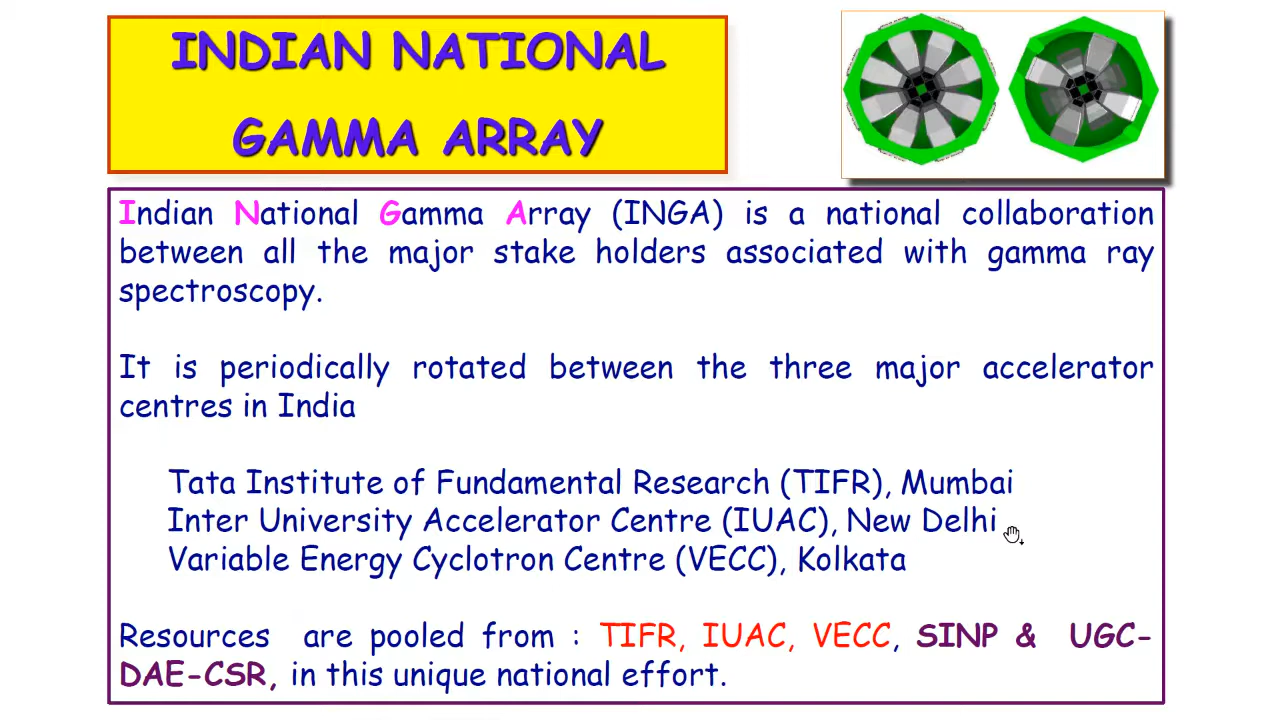 INDIAN NATIONAL
GAMMA ARRAY
Indian National Gamma Array (INGA) is a national collaboration
between all the major stake holders associated with gamma ray
spectroscopy.
It is periodically rotated between the three major accelerator
centres in India
Tata Institute of Fundamental Research (TIFR), Mumbai
Inter University Accelerator Centre (IUAC), New Delhi
Variable Energy Cyclotron Centre (VECC), Kolkata
Resources are pooled from : TIFR, IUAC, VECC, SINP & UGC-
DAE-CSR, in this unique national effort.